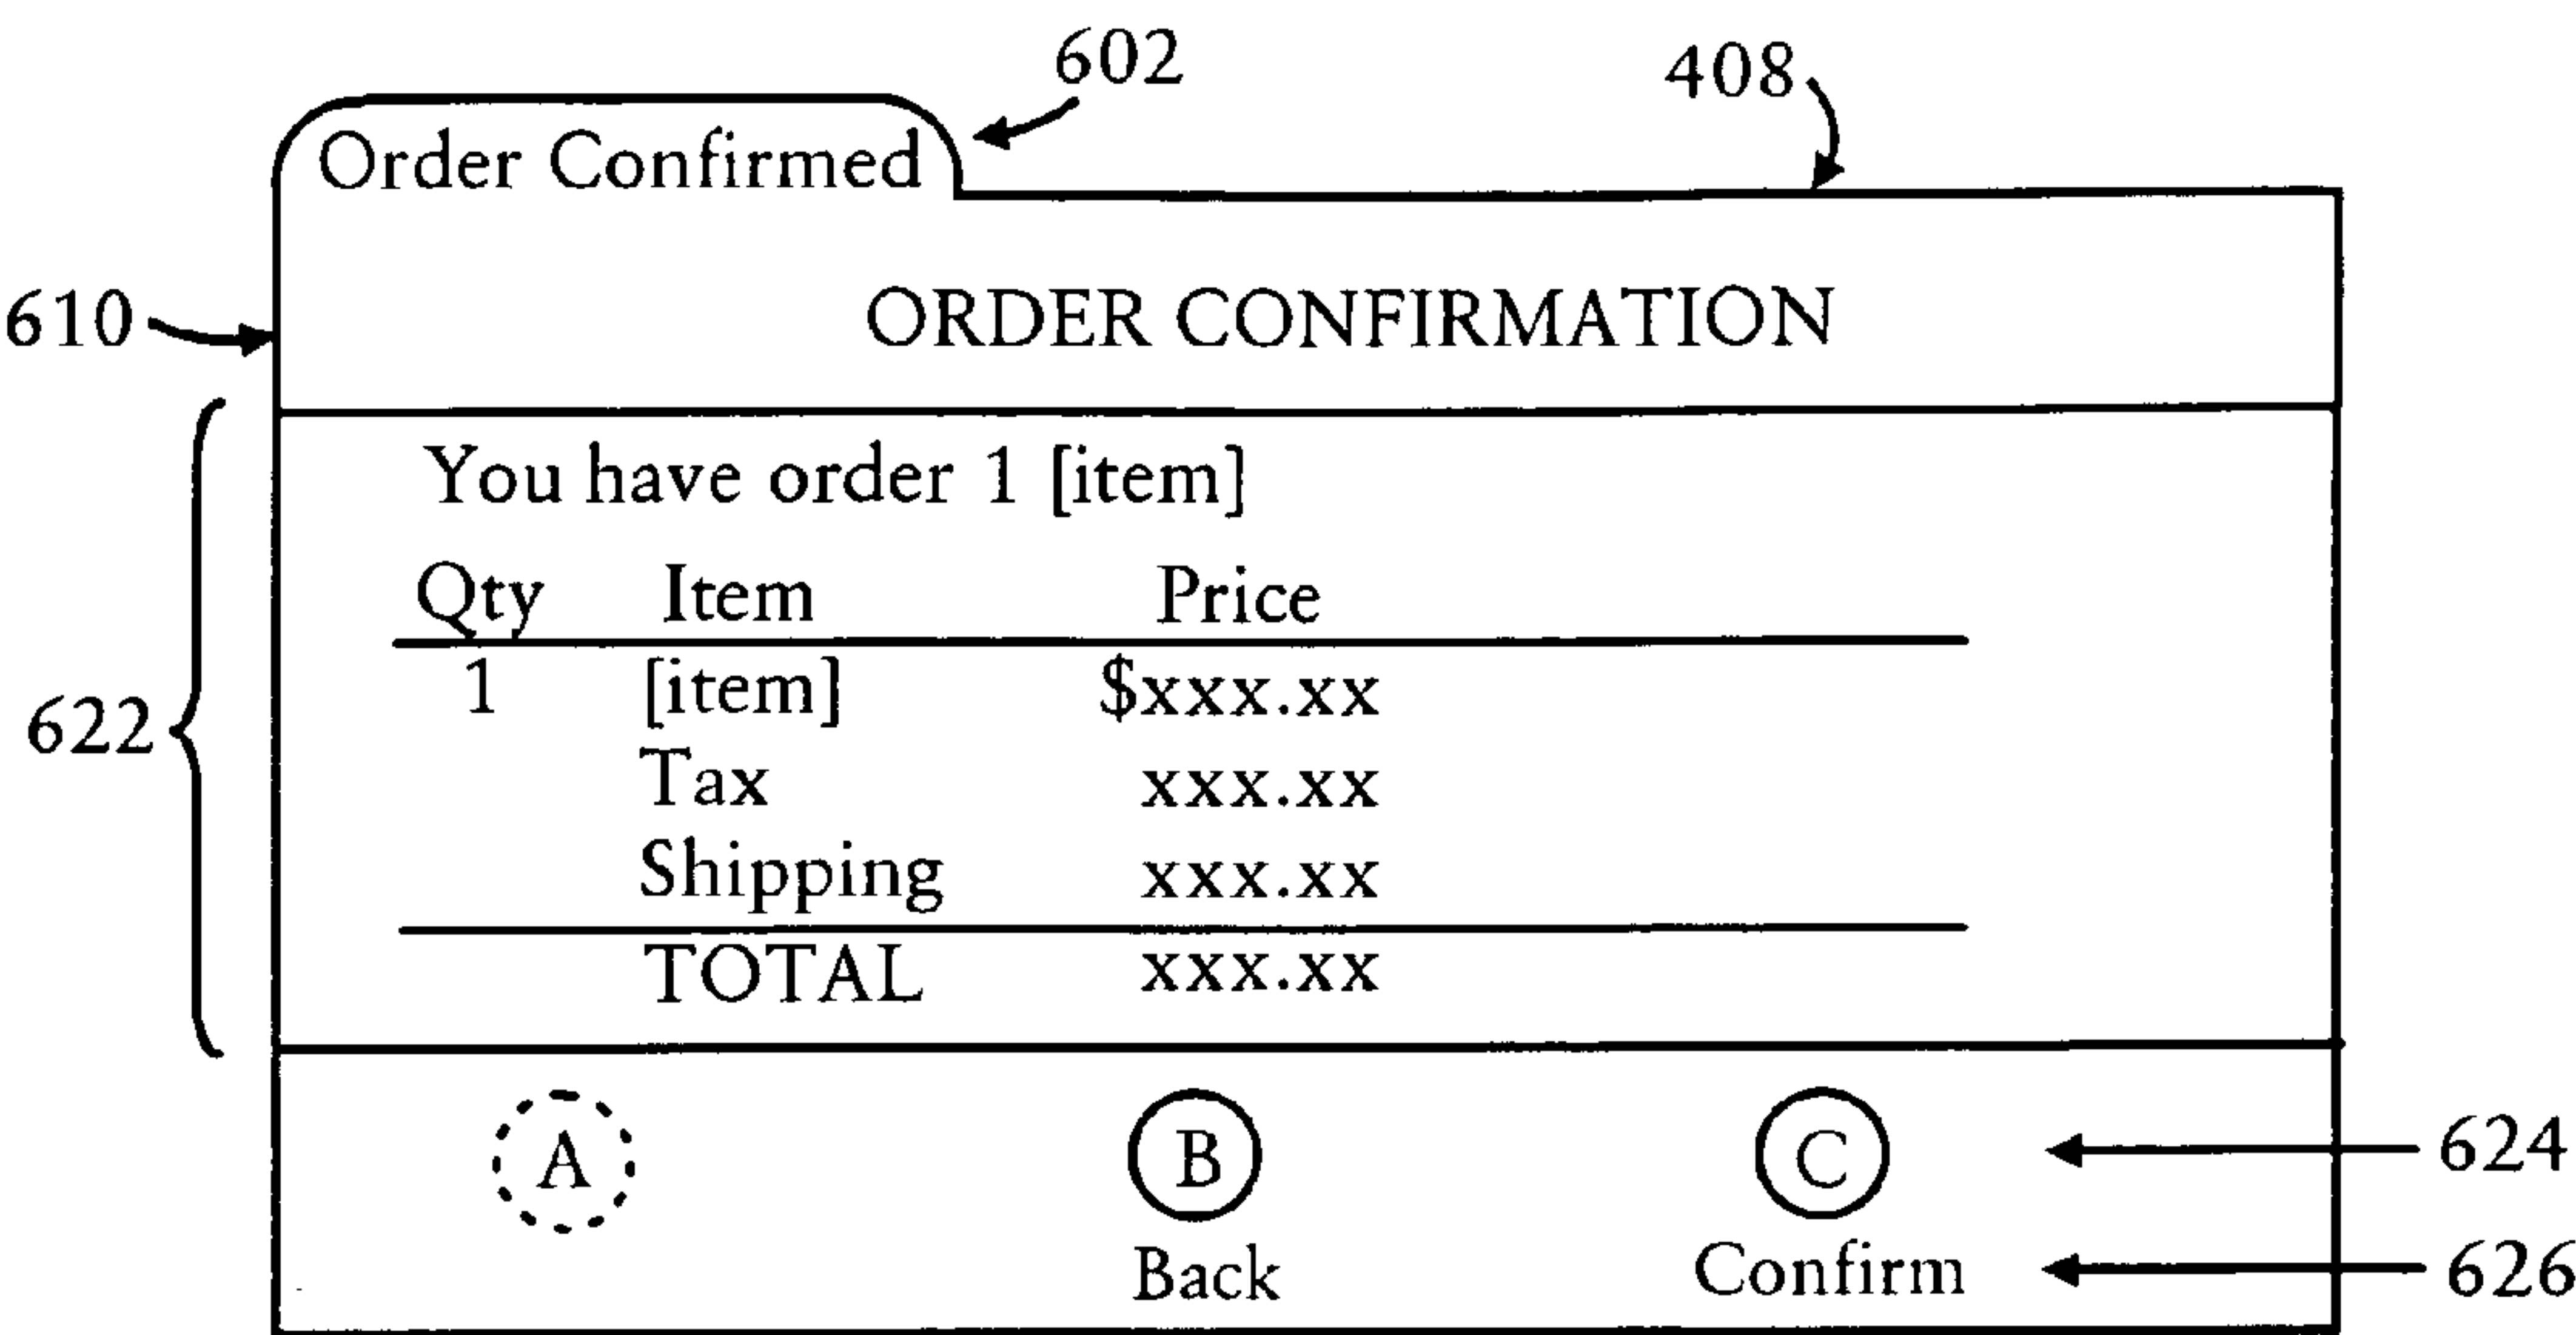 602
408
Order Confirmed
610
ORDER CONFIRMATION
You have order 1 [item]
Qty Item Price
1 [item] $xxx.xx
622
Tax xxx.xx
Shipping xxx.xx
TOTAL xxx.xx
A B C
624
Back Confirm
626